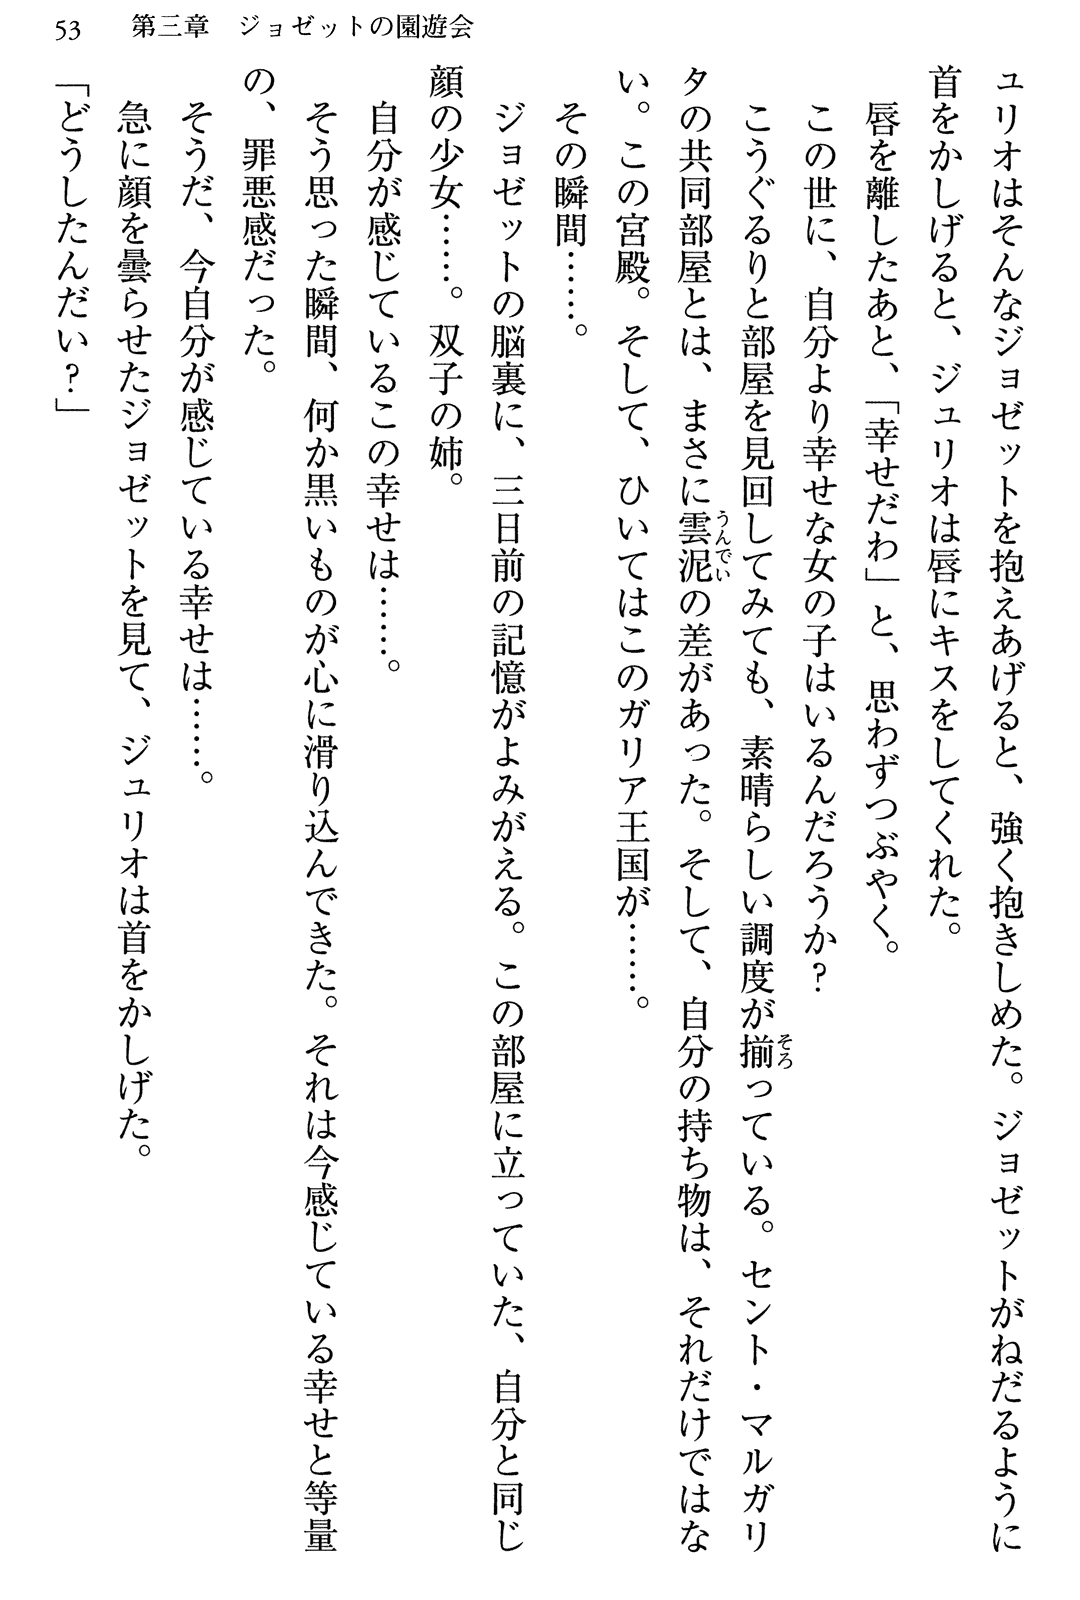 53　第三章　ジョゼットの園遊会
ュリオはそんなジョゼットを抱えあげると、強く抱きしめた。ジョゼットがねだるように
首をかしげると、ジュリオは唇にキスをしてくれた。
　唇を離したあと、「幸せだわ」と、思わずつぶやく。
　この世に、自分より幸せな女の子はいるんだろうか？
　こうぐるりと部屋を見回してみても、素晴らしい調度が揃っている。セント・マルガリ
タの共同部屋とは、まさに雲泥の差があった。そして、自分の持ち物は、それだけではな
い。この宮殿。そして、ひいてはこのガリア王国が……。
　その瞬間……。
　ジョゼットの脳裏に、三日前の記憶がよみがえる。この部屋に立っていた、自分と同じ
顔の少女……。双子の姉。
　自分が感じているこの幸せは……。
　そう思った瞬間、何か黒いものが心に滑り込んできた。それは今感じている幸せと等量
の、罪悪感だった。
　そうだ、今自分が感じている幸せは……。
　急に顔を曇らせたジョゼットを見て、ジュリオは首をかしげた。
「どうしたんだい？」
そろ
うんでい